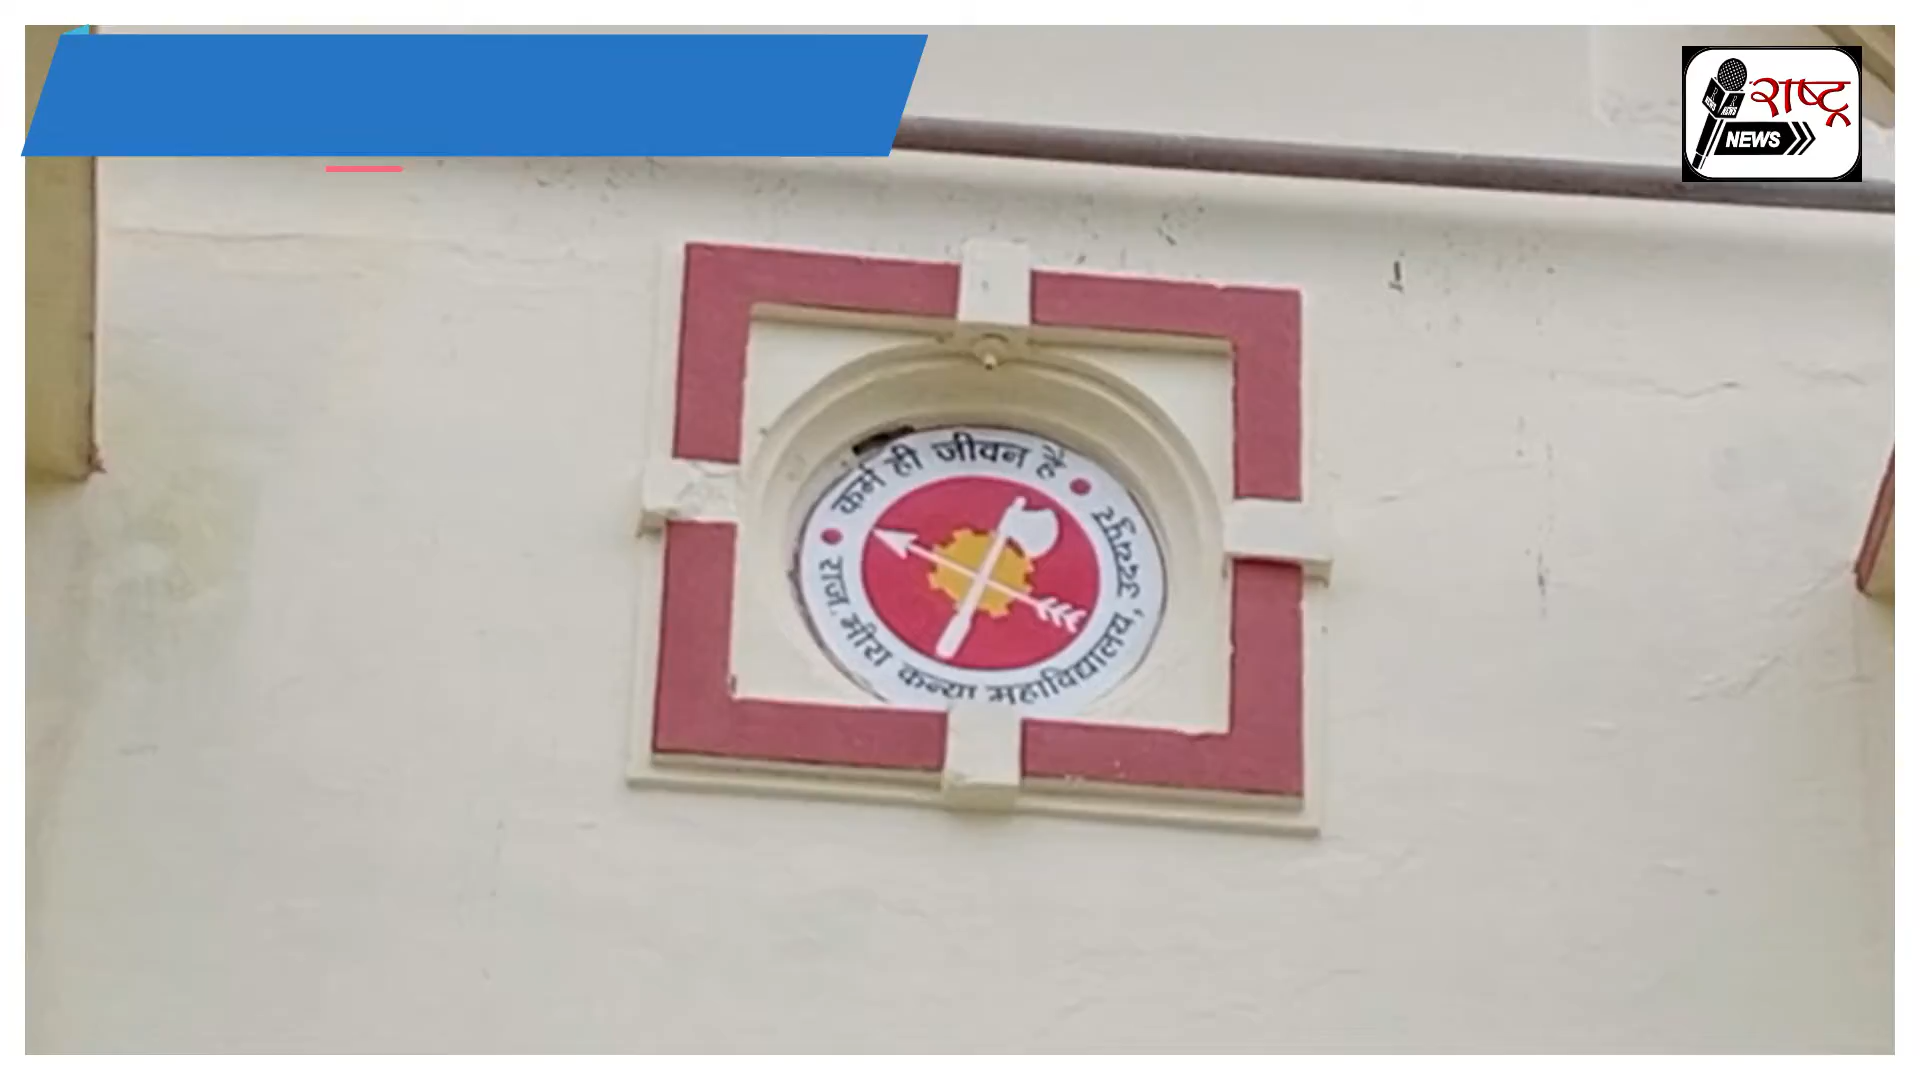 राष्ट्र
NEWS
कर्म ही जीवन है
राज. मीरा कन्या महाविद्यालय, उदयपुर